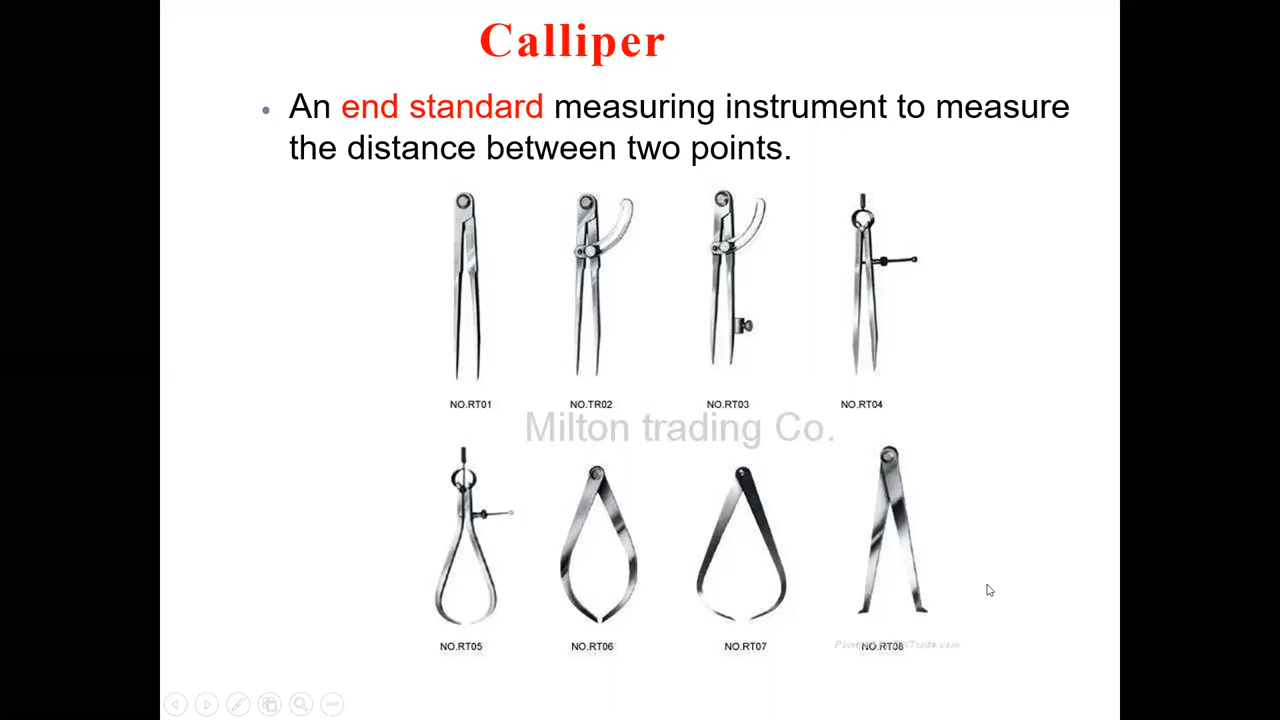 Calliper
• An end standard measuring instrument to measure
the distance between two points.
NO.RT01 NO.TR02 NO.RT03 NO.RT04
Milton trading Co.
NO.RT05 NO.RT06 NO.RT07 NO.RT08